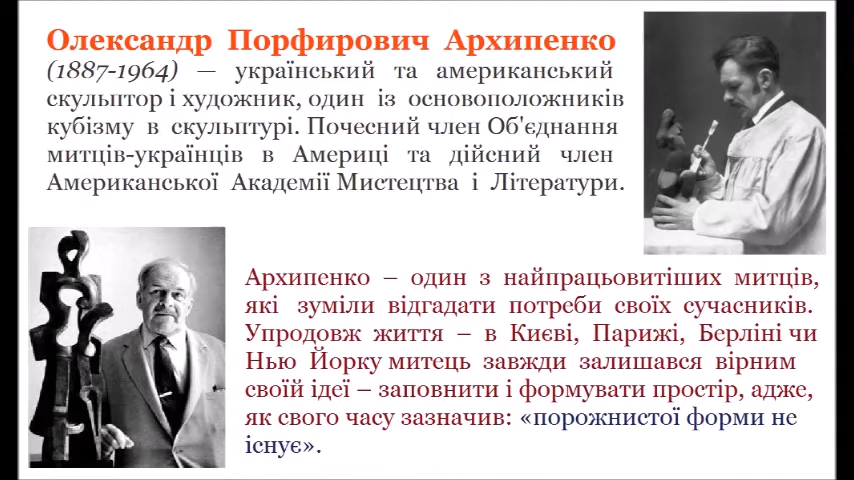 Олександр Порфирович Архипенко
(1887-1964) — український та американський
скульптор і художник, один із основоположників
кубізму в скульптурі. Почесний член Об'єднання
митців-українців в Америці та дійсний член
Американської Академії Мистецтва і Літератури.
Архипенко – один з найпрацьовитіших митців,
які зуміли відгадати потреби своїх сучасників.
Упродовж життя – в Києві, Парижі, Берліні чи
Нью Йорку митець завжди залишався вірним
своїй ідеї – заповнити і формувати простір, адже,
як свого часу зазначив: «порожнистої форми не
існує».